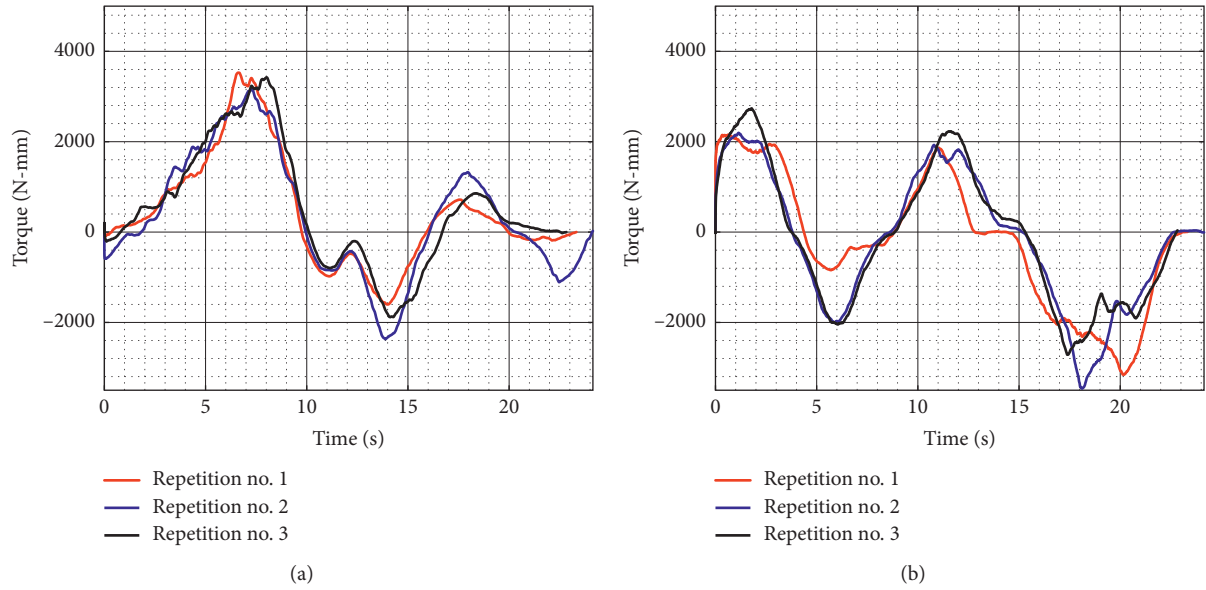 4000
2000
0
−2000
Torque (N-mm)
0 5 10 15 20
Time (s)
Repetition no. 1
Repetition no. 2
Repetition no. 3
(a)
4000
2000
0
−2000
Torque (N-mm)
0 5 10 15 20
Time (s)
Repetition no. 1
Repetition no. 2
Repetition no. 3
(b)